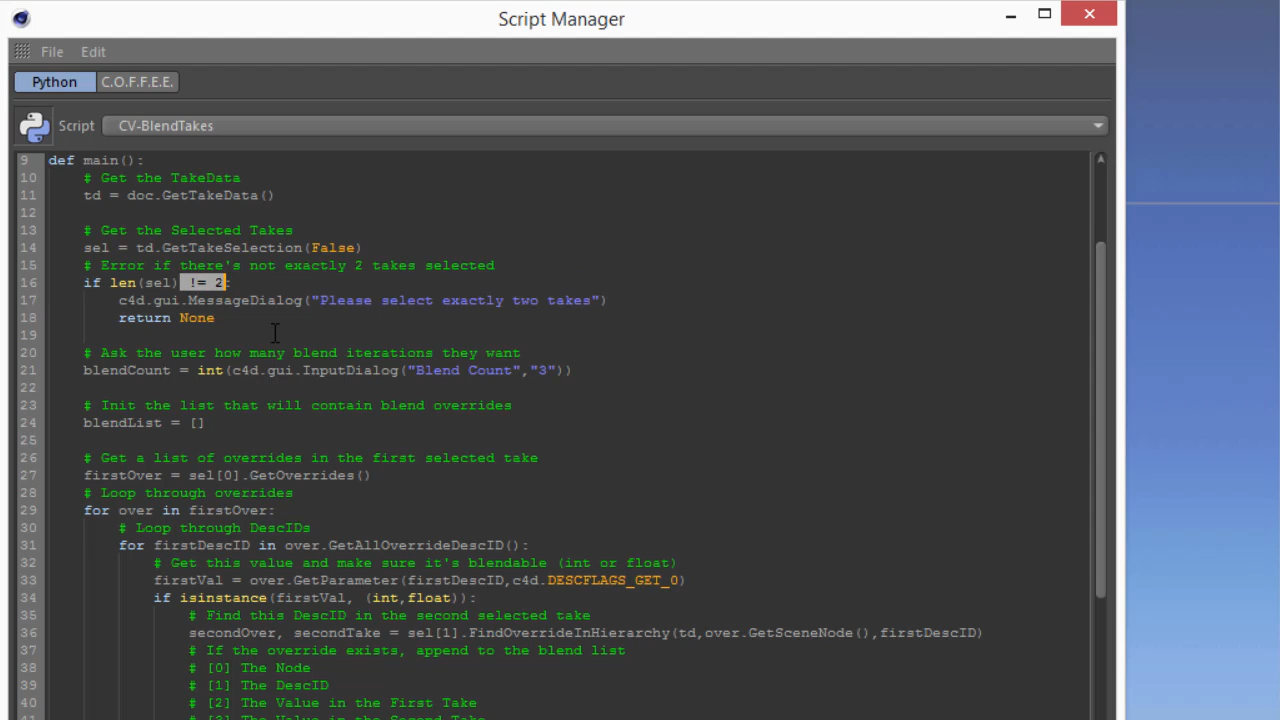 Script Manager
File Edit
Python C.O.F.F.E.E.
Script CV-BlendTakes
9 def main():
10 # Get the TakeData
11 td = doc.GetTakeData()
12
13 # Get the Selected Takes
14 sel = td.GetTakeSelection(False)
15 # Error if there's not exactly 2 takes selected
16 if len(sel) != 2:
17 c4d.gui.MessageDialog("Please select exactly two takes")
18 return None
19
20 # Ask the user how many blend iterations they want
21 blendCount = int(c4d.gui.InputDialog("Blend Count","3"))
22
23 # Init the list that will contain blend overrides
24 blendList = []
25
26 # Get a list of overrides in the first selected take
27 firstOver = sel[0].GetOverrides()
28 # Loop through overrides
29 for over in firstOver:
30 # Loop through DescIDs
31 for firstDescID in over.GetAllOverrideDescID():
32 # Get this value and make sure it's blendable (int or float)
33 firstVal = over.GetParameter(firstDescID,c4d.DESCFLAGS_GET_0)
34 if isinstance(firstVal, (int,float)):
35 # Find this DescID in the second selected take
36 secondOver, secondTake = sel[1].FindOverrideInHierarchy(td,over.GetSceneNode(),firstDescID)
37 # If the override exists, append to the blend list
38 # [0] The Node
39 # [1] The DescID
40 # [2] The Value in the First Take
41 # [3] The Value in the Second Take